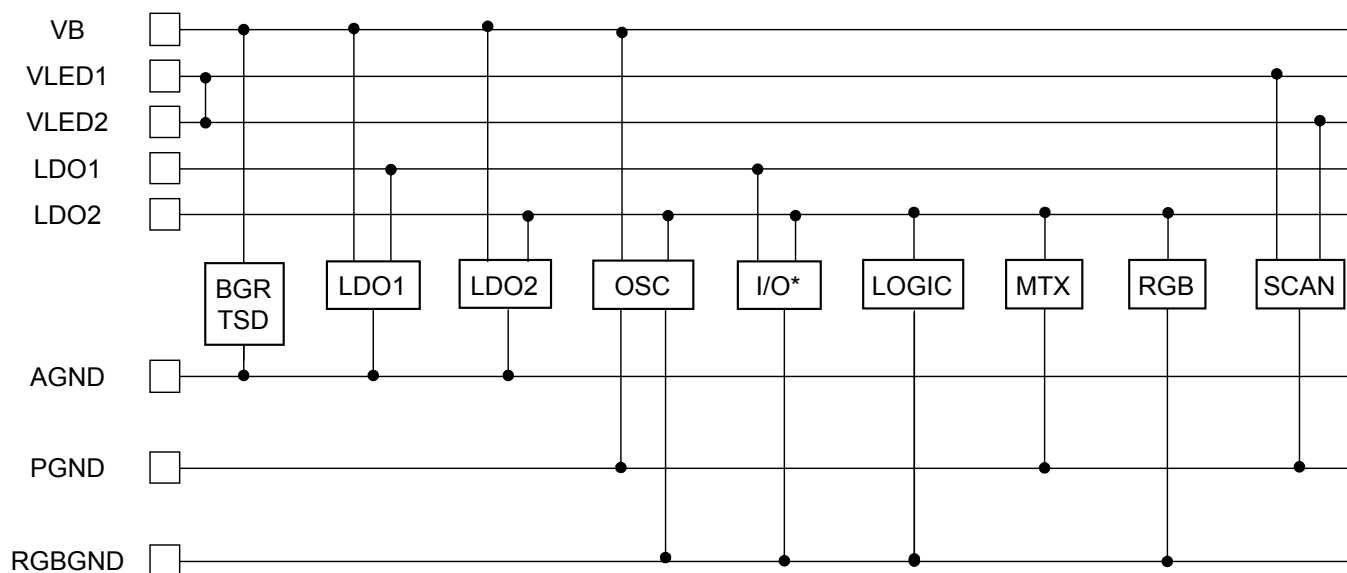 VB
VLED1
VLED2
LDO1
LDO2
BGR
TSD
LDO1
LDO2
OSC
I/O*
LOGIC
MTX
RGB
SCAN
AGND
PGND
RGBGND